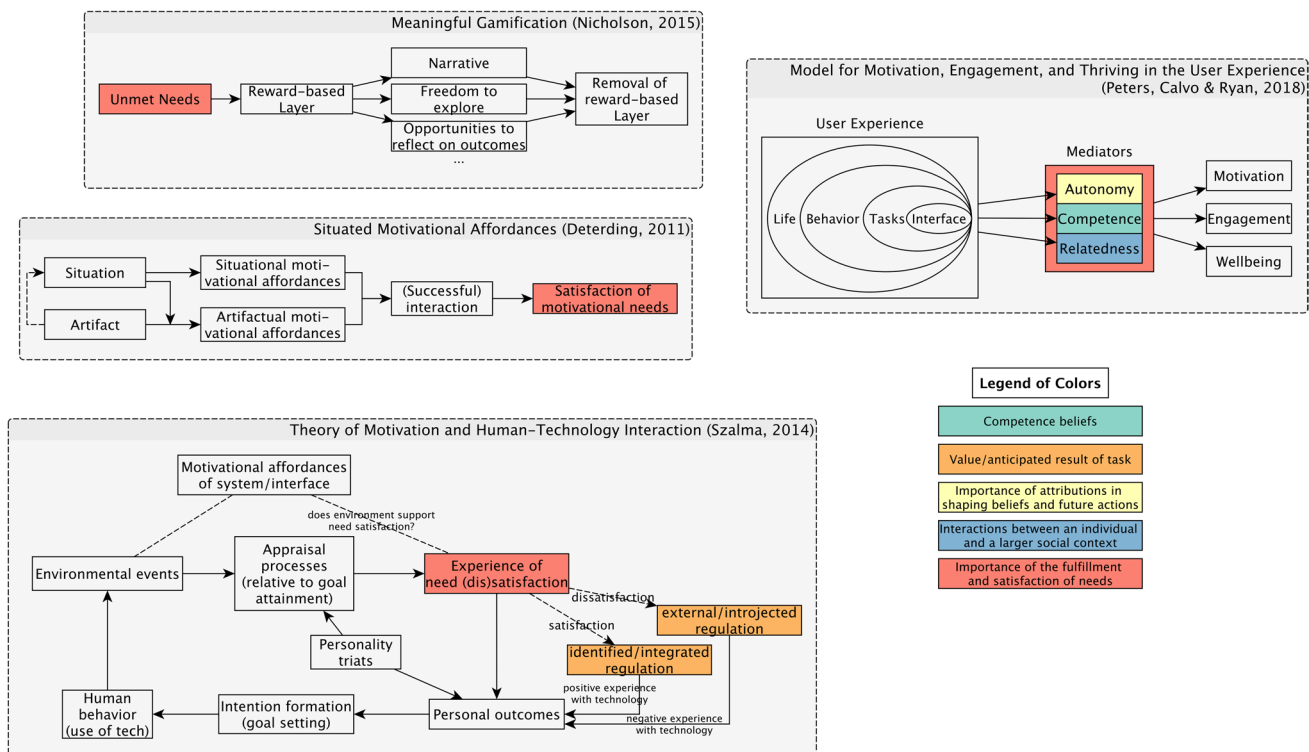 Meaningful Gamification (Nicholson, 2015)
Unmet Needs
Reward-based
Layer
Narrative
Freedom to
explore
Opportunities to
reflect on outcomes
...
Removal of
reward-based
Layer
Model for Motivation, Engagement, and Thriving in the User Experience
(Peters, Calvo & Ryan, 2018)
User Experience
Life
Behavior
Tasks
Interface
Mediators
Autonomy
Competence
Relatedness
Motivation
Engagement
Wellbeing
Situated Motivational Affordances (Deterding, 2011)
Situation
Artifact
Situational moti-
vational affordances
Artifactual moti-
vational affordances
(Successful)
interaction
Satisfaction of
motivational needs
Legend of Colors
Competence beliefs
Value/anticipated result of task
Importance of attributions in
shaping beliefs and future actions
Interactions between an individual
and a larger social context
Importance of the fulfillment
and satisfaction of needs
Theory of Motivation and Human-Technology Interaction (Szalma, 2014)
Motivational affordances
of system/interface
does environment support
need satisfaction?
Environmental events
Appraisal
processes
(relative to goal
attainment)
Experience of
need (dis)satisfaction
dissatisfaction
satisfaction
external/introjected
regulation
identified/integrated
regulation
Personality
triats
positive experience
with technology
negative experience
with technology
Human
behavior
(use of tech)
Intention formation
(goal setting)
Personal outcomes